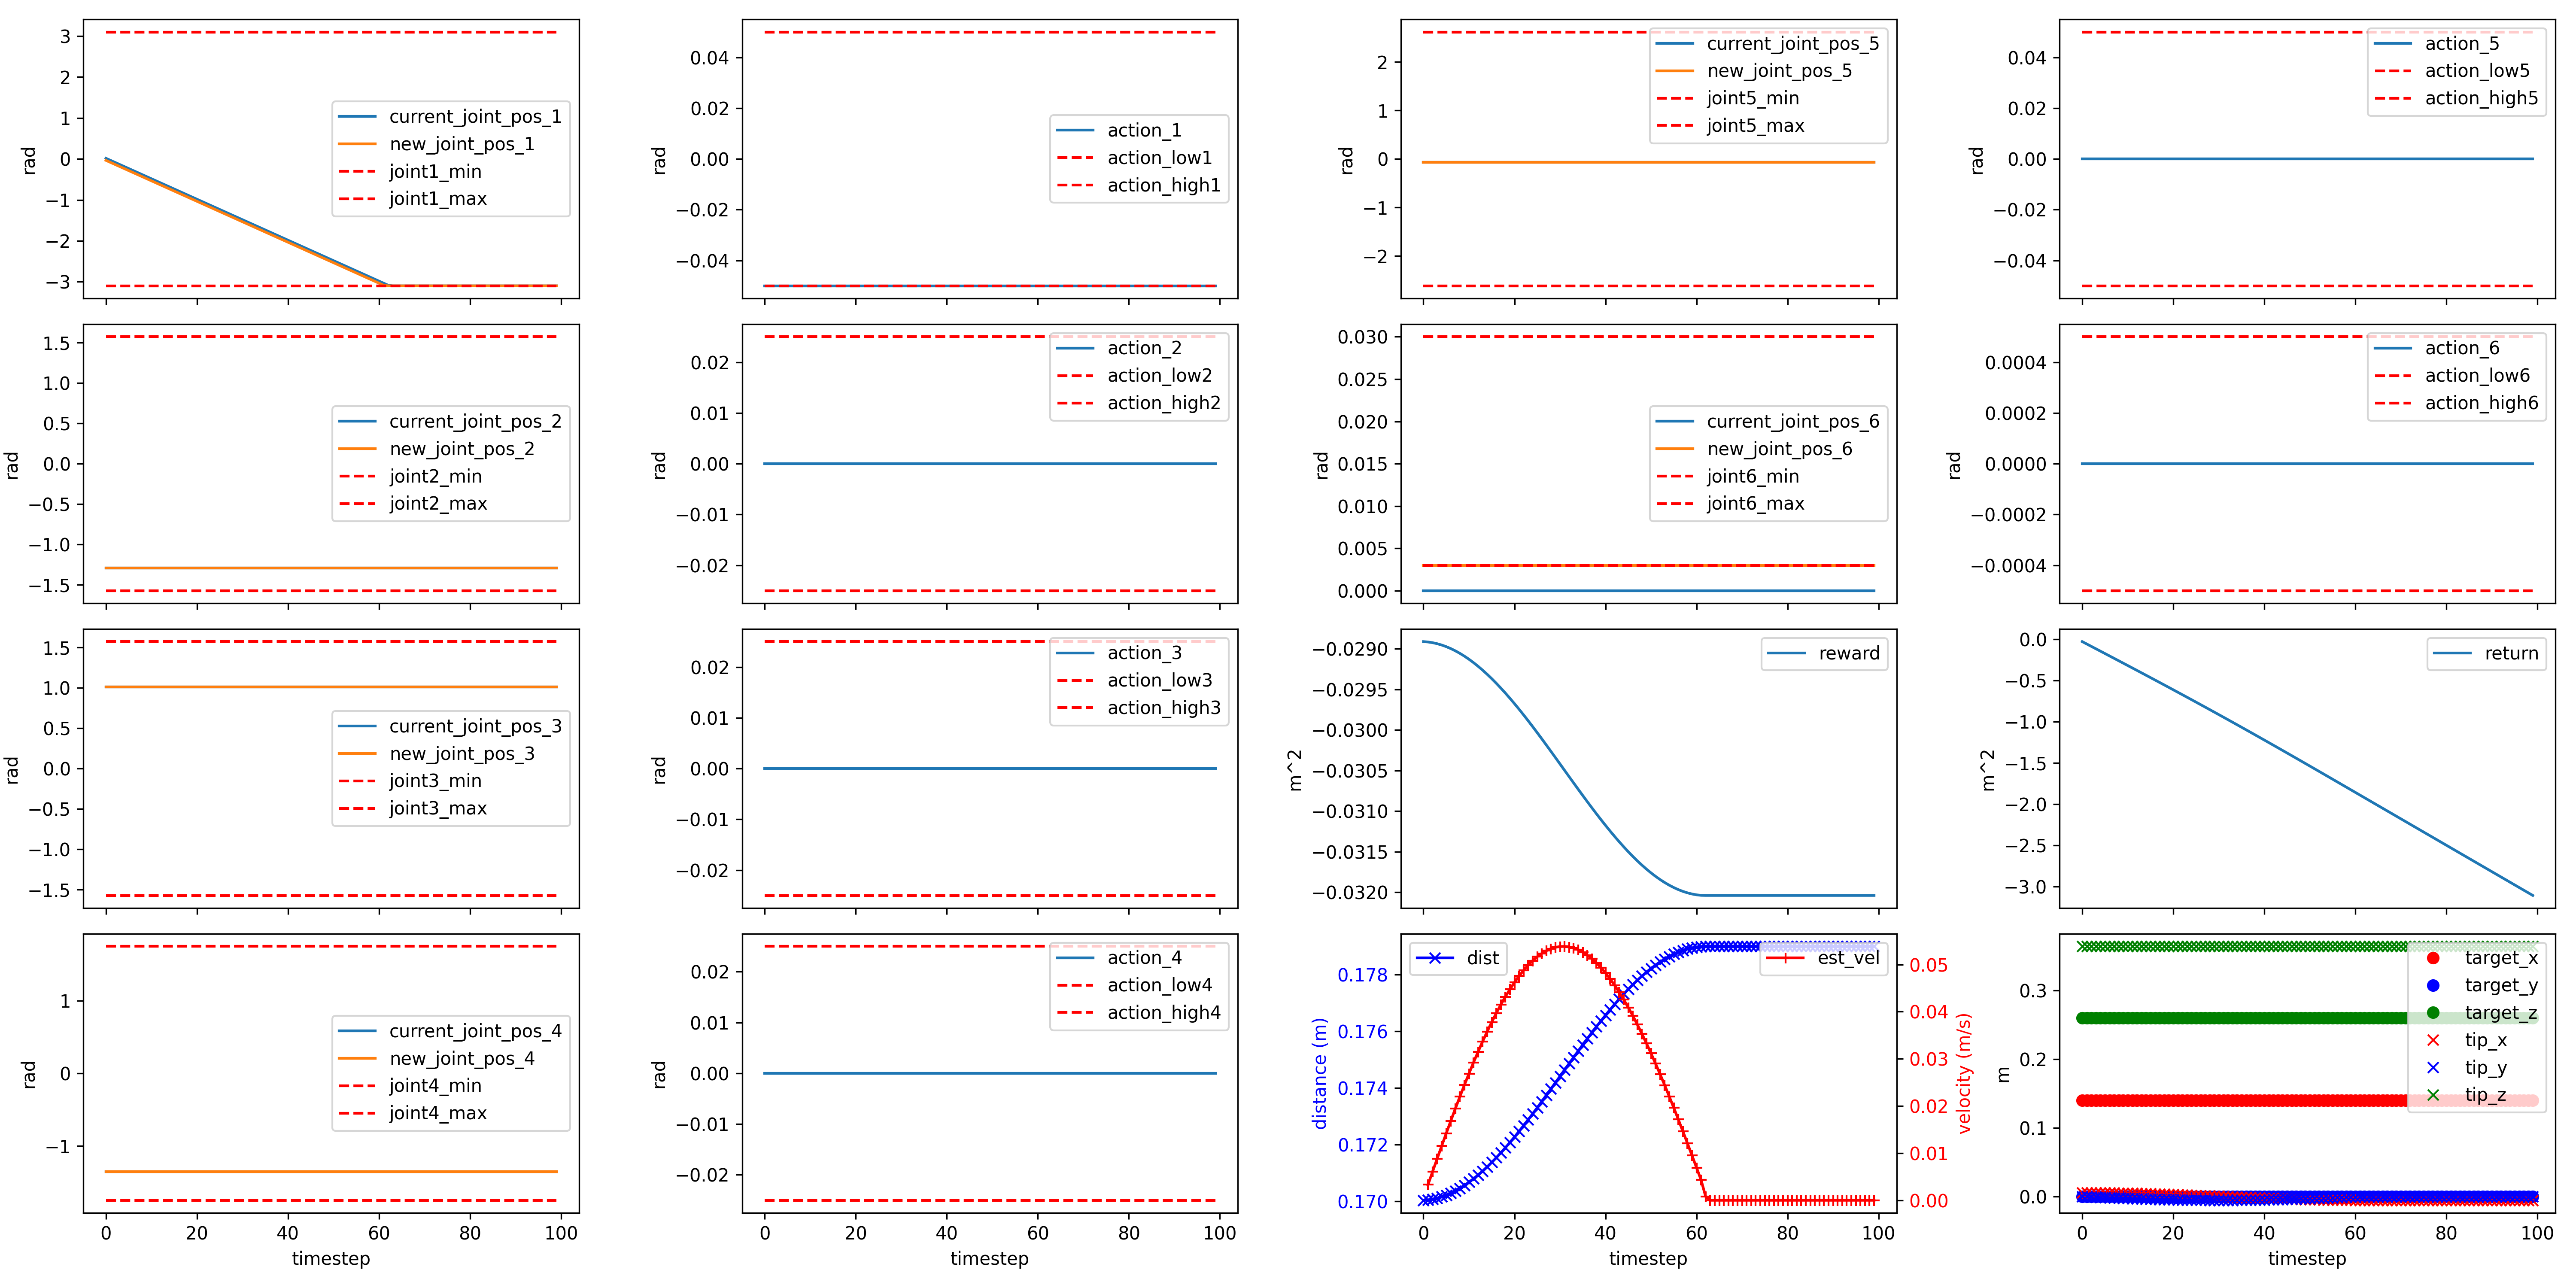 3
2
1
0
−1
−2
−3
rad
current_joint_pos_1
new_joint_pos_1
joint1_min
joint1_max
0.04
0.02
0.00
−0.02
−0.04
rad
action_1
action_low1
action_high1
2
1
0
−1
−2
rad
current_joint_pos_5
new_joint_pos_5
joint5_min
joint5_max
0.04
0.02
0.00
−0.02
−0.04
rad
action_5
action_low5
action_high5
1.5
1.0
0.5
0.0
−0.5
−1.0
−1.5
rad
current_joint_pos_2
new_joint_pos_2
joint2_min
joint2_max
0.02
0.01
0.00
−0.01
−0.02
rad
action_2
action_low2
action_high2
0.030
0.025
0.020
0.015
0.010
0.005
0.000
rad
current_joint_pos_6
new_joint_pos_6
joint6_min
joint6_max
0.0004
0.0002
0.0000
−0.0002
−0.0004
rad
action_6
action_low6
action_high6
1.5
1.0
0.5
0.0
−0.5
−1.0
−1.5
rad
current_joint_pos_3
new_joint_pos_3
joint3_min
joint3_max
0.02
0.01
0.00
−0.01
−0.02
rad
action_3
action_low3
action_high3
−0.0290
−0.0295
−0.0300
−0.0305
−0.0310
−0.0315
−0.0320
m^2
reward
0.0
−0.5
−1.0
−1.5
−2.0
−2.5
−3.0
m^2
return
1
0
−1
rad
current_joint_pos_4
new_joint_pos_4
joint4_min
joint4_max
0 20 40 60 80 100
timestep
0.02
0.01
0.00
−0.01
−0.02
rad
action_4
action_low4
action_high4
0 20 40 60 80 100
timestep
0.178
0.176
0.174
0.172
0.170
distance (m)
dist
est_vel
0.05
0.04
0.03
0.02
0.01
0.00
velocity (m/s)
0 20 40 60 80 100
timestep
0.3
0.2
0.1
0.0
m
target_x
target_y
target_z
tip_x
tip_y
tip_z
0 20 40 60 80 100
timestep